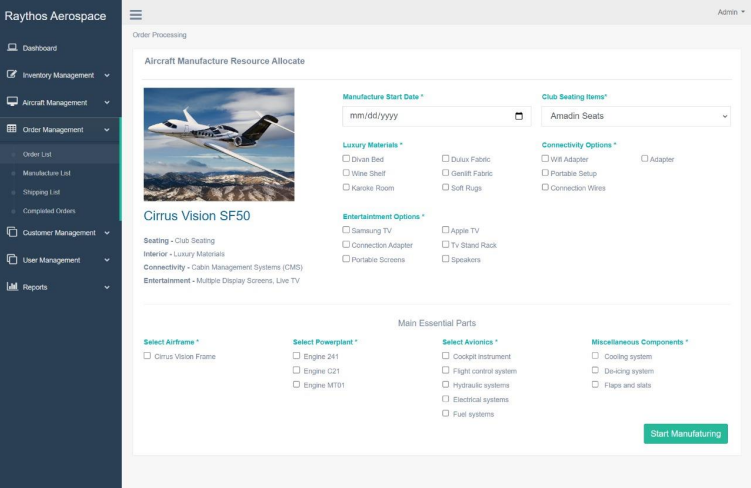 Raythos Aerospace
Admin
Dashboard
Inventory Management
Aircraft Management
Order Management
Order List
Manufacture List
Shipping List
Completed Orders
Customer Management
User Management
Reports
Order Processing
Aircraft Manufacture Resource Allocate
Cirrus Vision SF50
Seating - Club Seating
Interior - Luxury Materials
Connectivity - Cabin Management Systems (CMS)
Entertainment - Multiple Display Screens, Live TV
Manufacture Start Date *
mm/dd/yyyy
Club Seating Items*
Amadin Seats
Luxury Materials *
Divan Bed
Dulux Fabric
Wine Shelf
Genlift Fabric
Karoke Room
Soft Rugs
Connectivity Options *
Wifi Adapter
Adapter
Portable Setup
Connection Wires
Entertaintment Options *
Samsung TV
Apple TV
Connection Adapter
Tv Stand Rack
Portable Screens
Speakers
Main Essential Parts
Select Airframe *
Cirrus Vision Frame
Select Powerplant *
Engine 241
Engine C21
Engine MT01
Select Avionics *
Cockpit instrument
Flight control system
Hydraulic systems
Electrical systems
Fuel systems
Miscellaneous Components *
Cooling system
De-icing system
Flaps and slats
Start Manufaturing